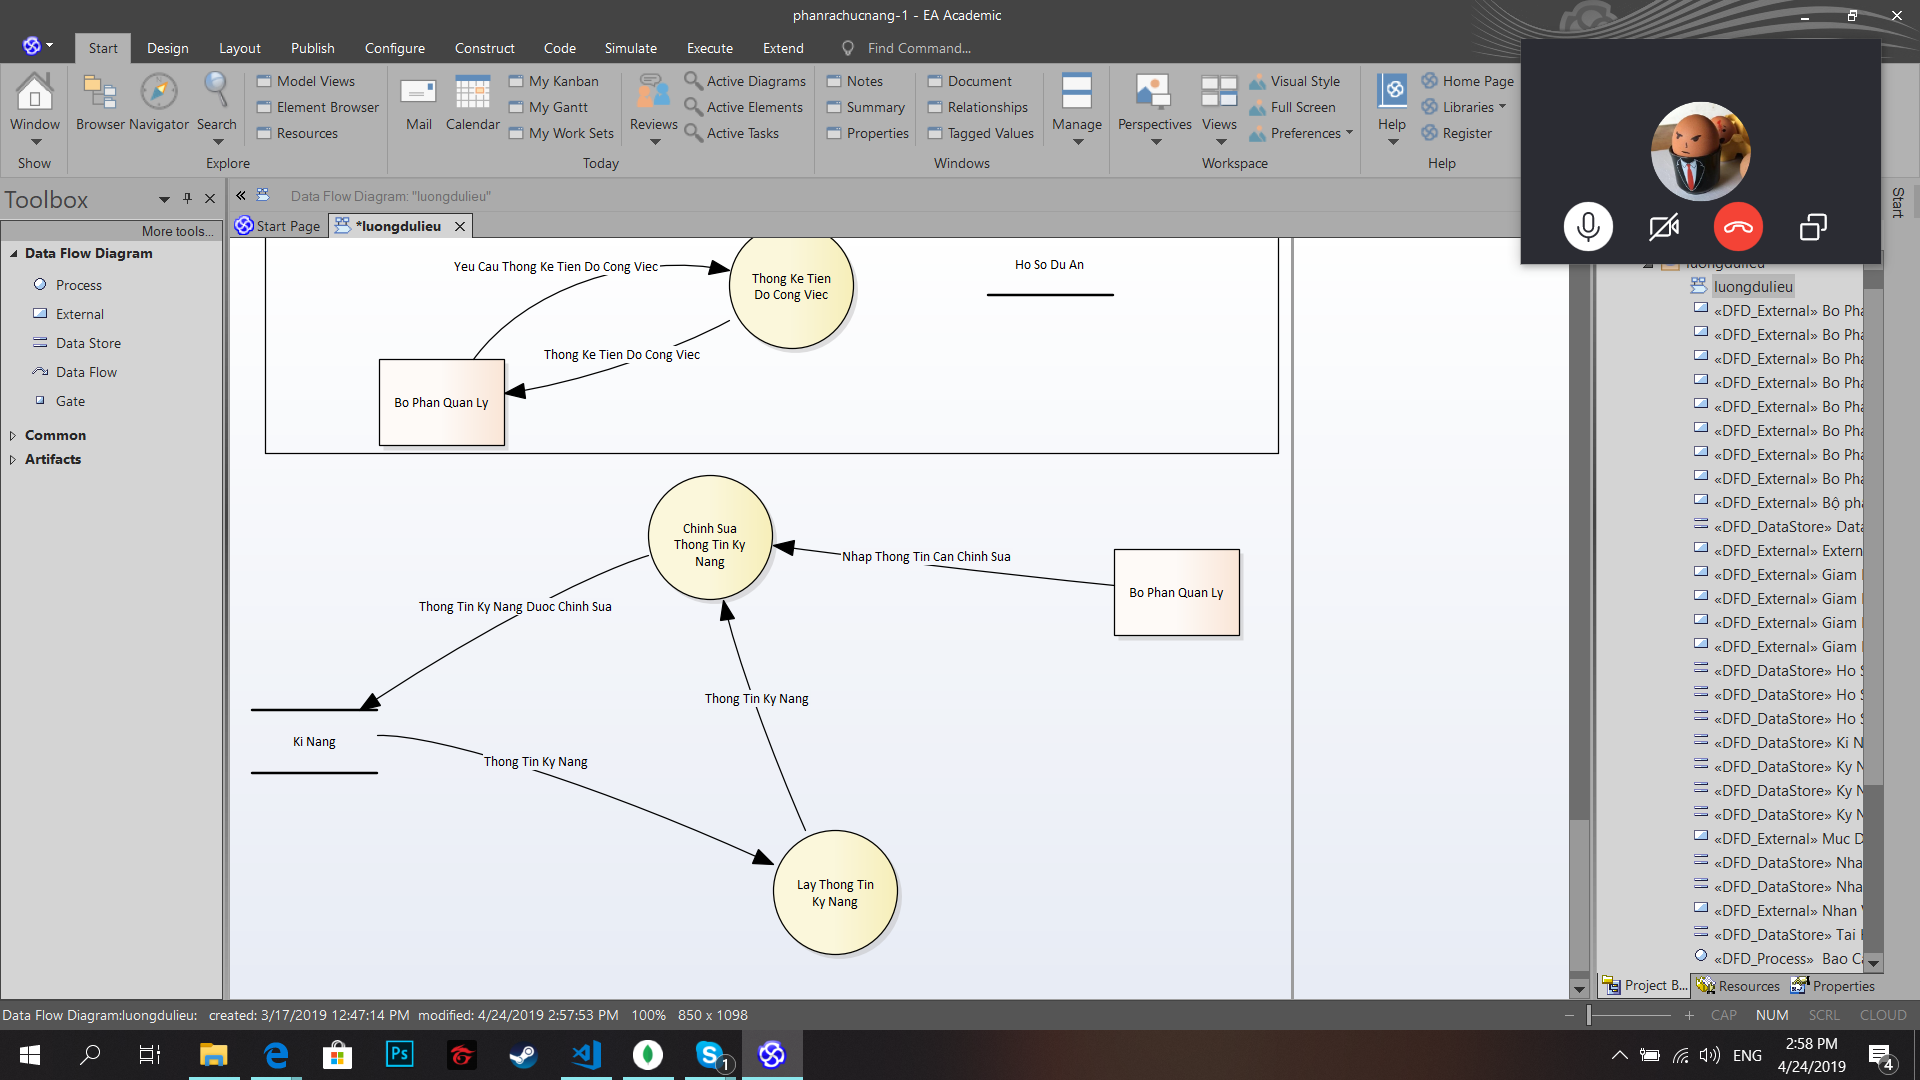 phanrachucnang-1 - EA Academic
Start Design Layout Publish Configure Construct Code Simulate Execute Extend Find Command...
Window
Show
Browser Navigator Search
Model Views
Element Browser
Resources
Explore
Mail Calendar
My Kanban
My Gantt
My Work Sets
Today
Reviews
Active Diagrams
Active Elements
Active Tasks
Notes
Summary
Properties
Document
Relationships
Tagged Values
Windows
Manage
Perspectives Views
Visual Style
Full Screen
Preferences
Workspace
Help
Home Page
Libraries
Register
Help
Start
Toolbox
More tools...
Data Flow Diagram
Process
External
Data Store
Data Flow
Gate
Common
Artifacts
Data Flow Diagram: "luongdulieu"
Start Page *luongdulieu
Yeu Cau Thong Ke Tien Do Cong Viec
Thong Ke Tien
Do Cong Viec
Ho So Du An
Thong Ke Tien Do Cong Viec
Bo Phan Quan Ly
Chinh Sua
Thong Tin Ky
Nang
Nhap Thong Tin Can Chinh Sua
Bo Phan Quan Ly
Thong Tin Ky Nang Duoc Chinh Sua
Thong Tin Ky Nang
Ki Nang
Thong Tin Ky Nang
Lay Thong Tin
Ky Nang
luongdulieu
luongdulieu
«DFD_External» Bo Pha
«DFD_External» Bo Pha
«DFD_External» Bo Pha
«DFD_External» Bo Pha
«DFD_External» Bo Pha
«DFD_External» Bo Pha
«DFD_External» Bo Pha
«DFD_External» Bo Pha
«DFD_External» Bộ ph
«DFD_DataStore» Data
«DFD_External» Extern
«DFD_External» Giam
«DFD_External» Giam
«DFD_External» Giam
«DFD_External» Giam
«DFD_DataStore» Ho S
«DFD_DataStore» Ho S
«DFD_DataStore» Ho S
«DFD_DataStore» Ki N
«DFD_DataStore» Ky N
«DFD_DataStore» Ky N
«DFD_DataStore» Ky N
«DFD_External» Muc D
«DFD_DataStore» Nha
«DFD_DataStore» Nha
«DFD_External» Nhan V
«DFD_DataStore» Tai
«DFD_Process» Bao C
Project B... Resources Properties
Data Flow Diagram:luongdulieu: created: 3/17/2019 12:47:14 PM modified: 4/24/2019 2:57:53 PM 100% 850 x 1098
CAP NUM SCRL CLOUD
Ps
1
ENG
2:58 PM
4/24/2019
4